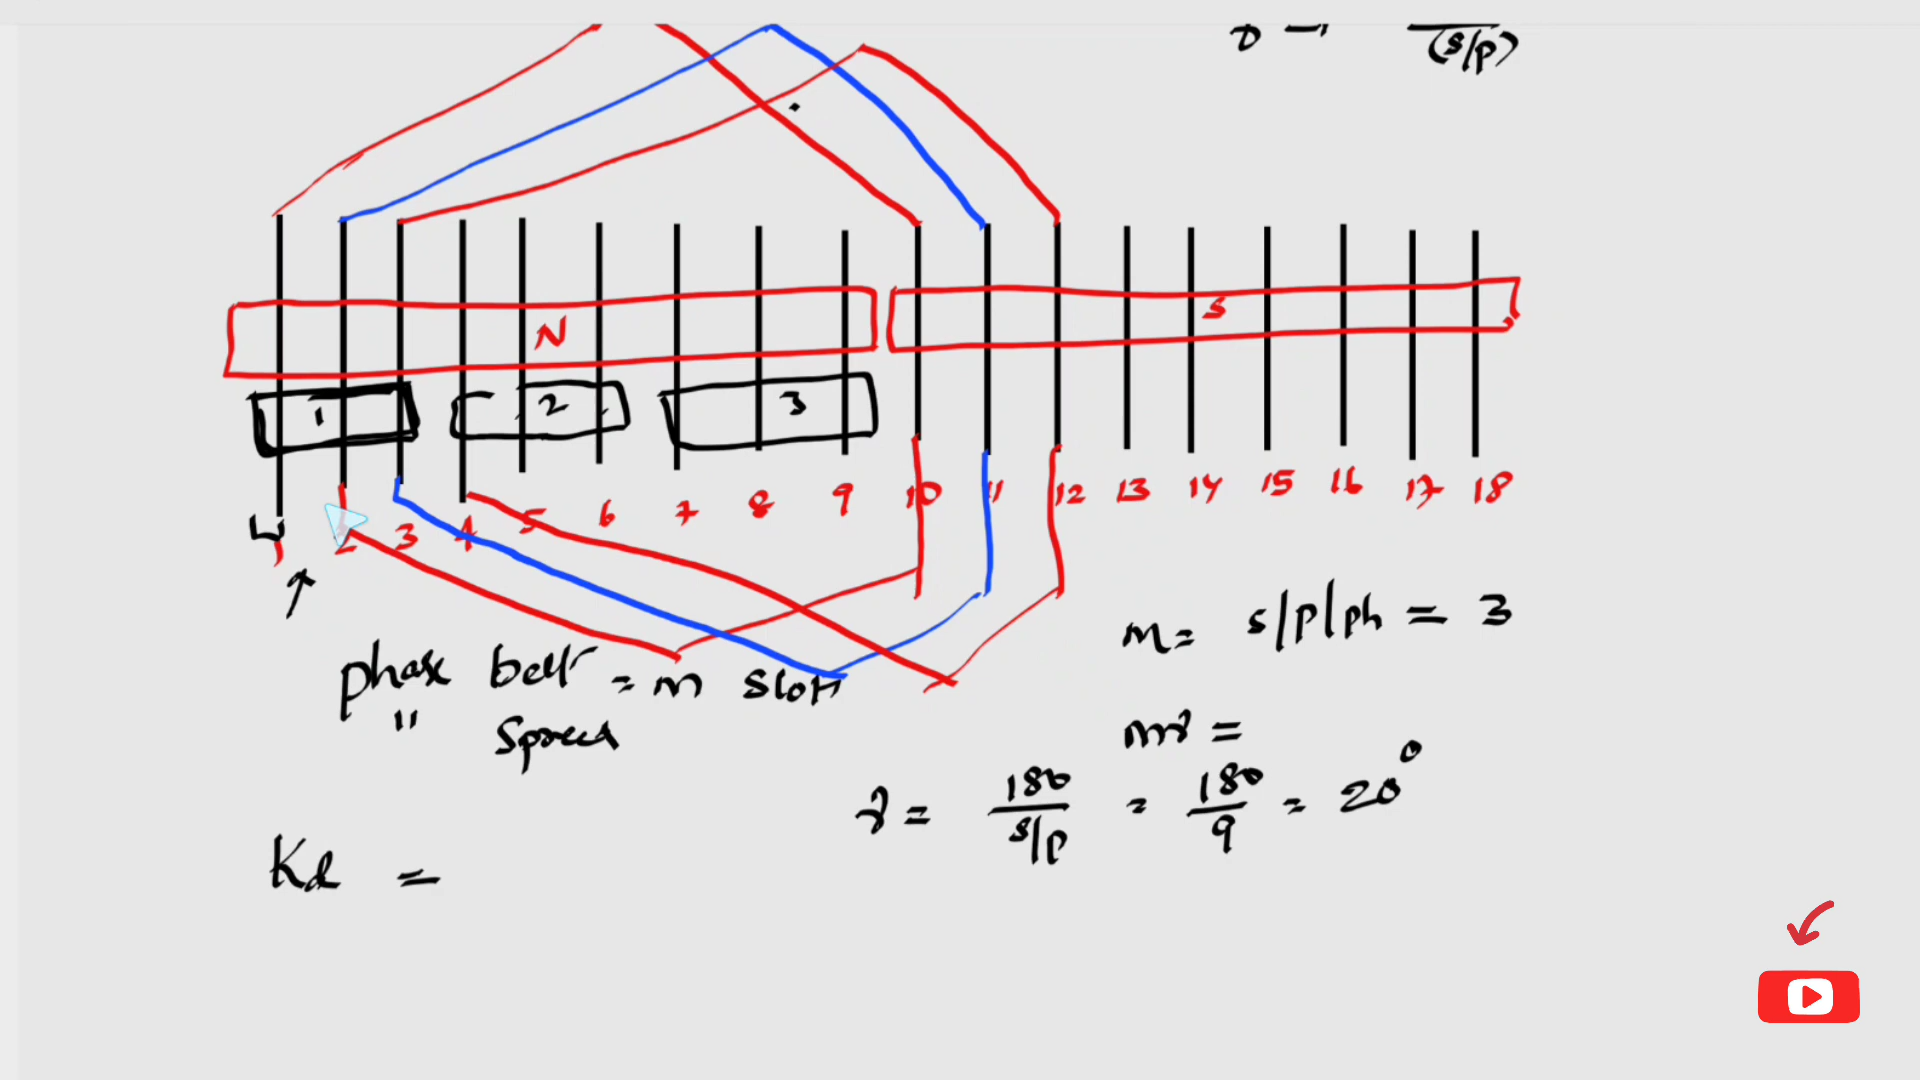 (s/p)
N S
1 2 3
1 2 3 4 5 6 7 8 9 10 11 12 13 14 15 16 17 18
m = s/p/ph = 3
phase belt = m slot
" spread
mγ =
γ = 180 / s/p = 180 / 9 = 20°
Kd =